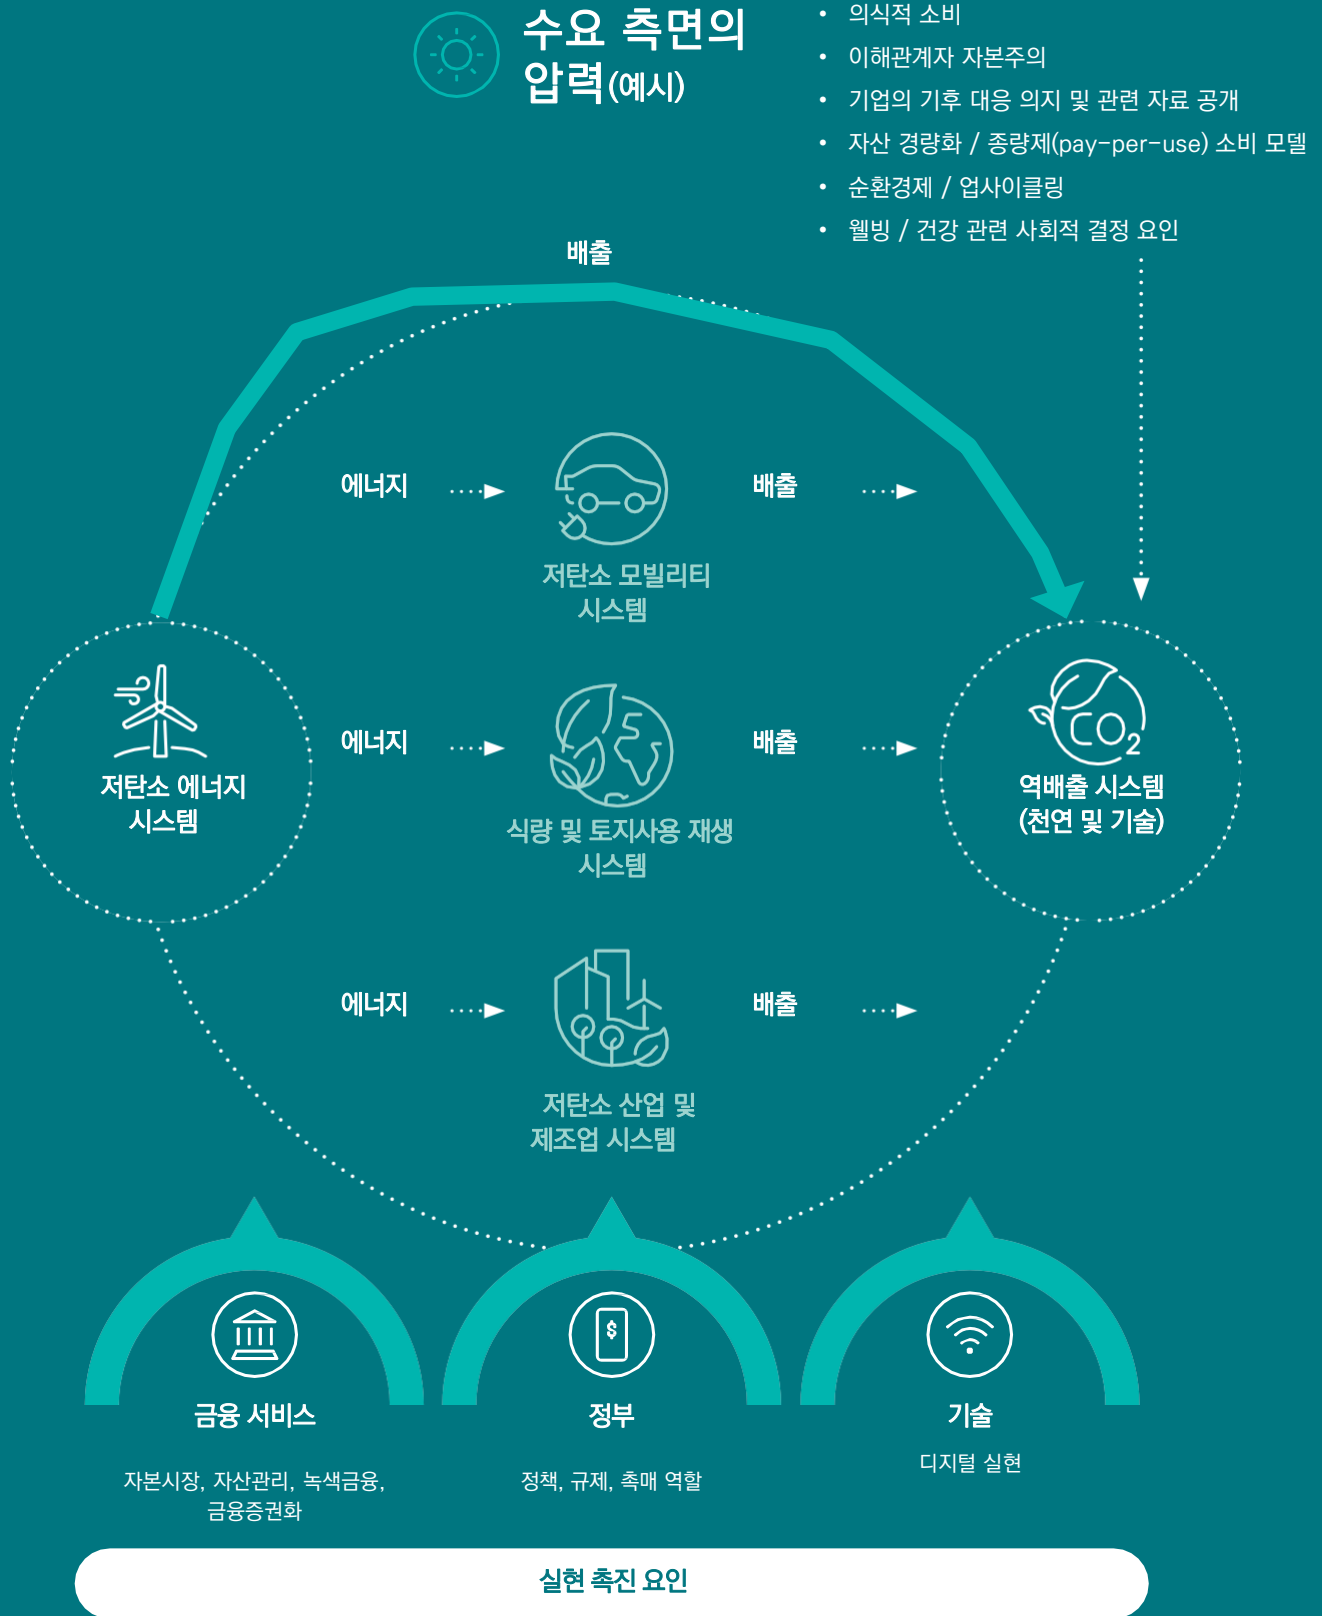 수요 측면의
압력(예시)
• 의식적 소비
• 이해관계자 자본주의
• 기업의 기후 대응 의지 및 관련 자료 공개
• 자산 경량화 / 종량제(pay-per-use) 소비 모델
• 순환경제 / 업사이클링
• 웰빙 / 건강 관련 사회적 결정 요인
배출
에너지
배출
저탄소 모빌리티
시스템
저탄소 에너지
시스템
에너지
배출
식량 및 토지사용 재생
시스템
CO2
역배출 시스템
(천연 및 기술)
에너지
배출
저탄소 산업 및
제조업 시스템
$
금융 서비스
자본시장, 자산관리, 녹색금융,
금융증권화
정부
정책, 규제, 촉매 역할
기술
디지털 실현
실현 촉진 요인